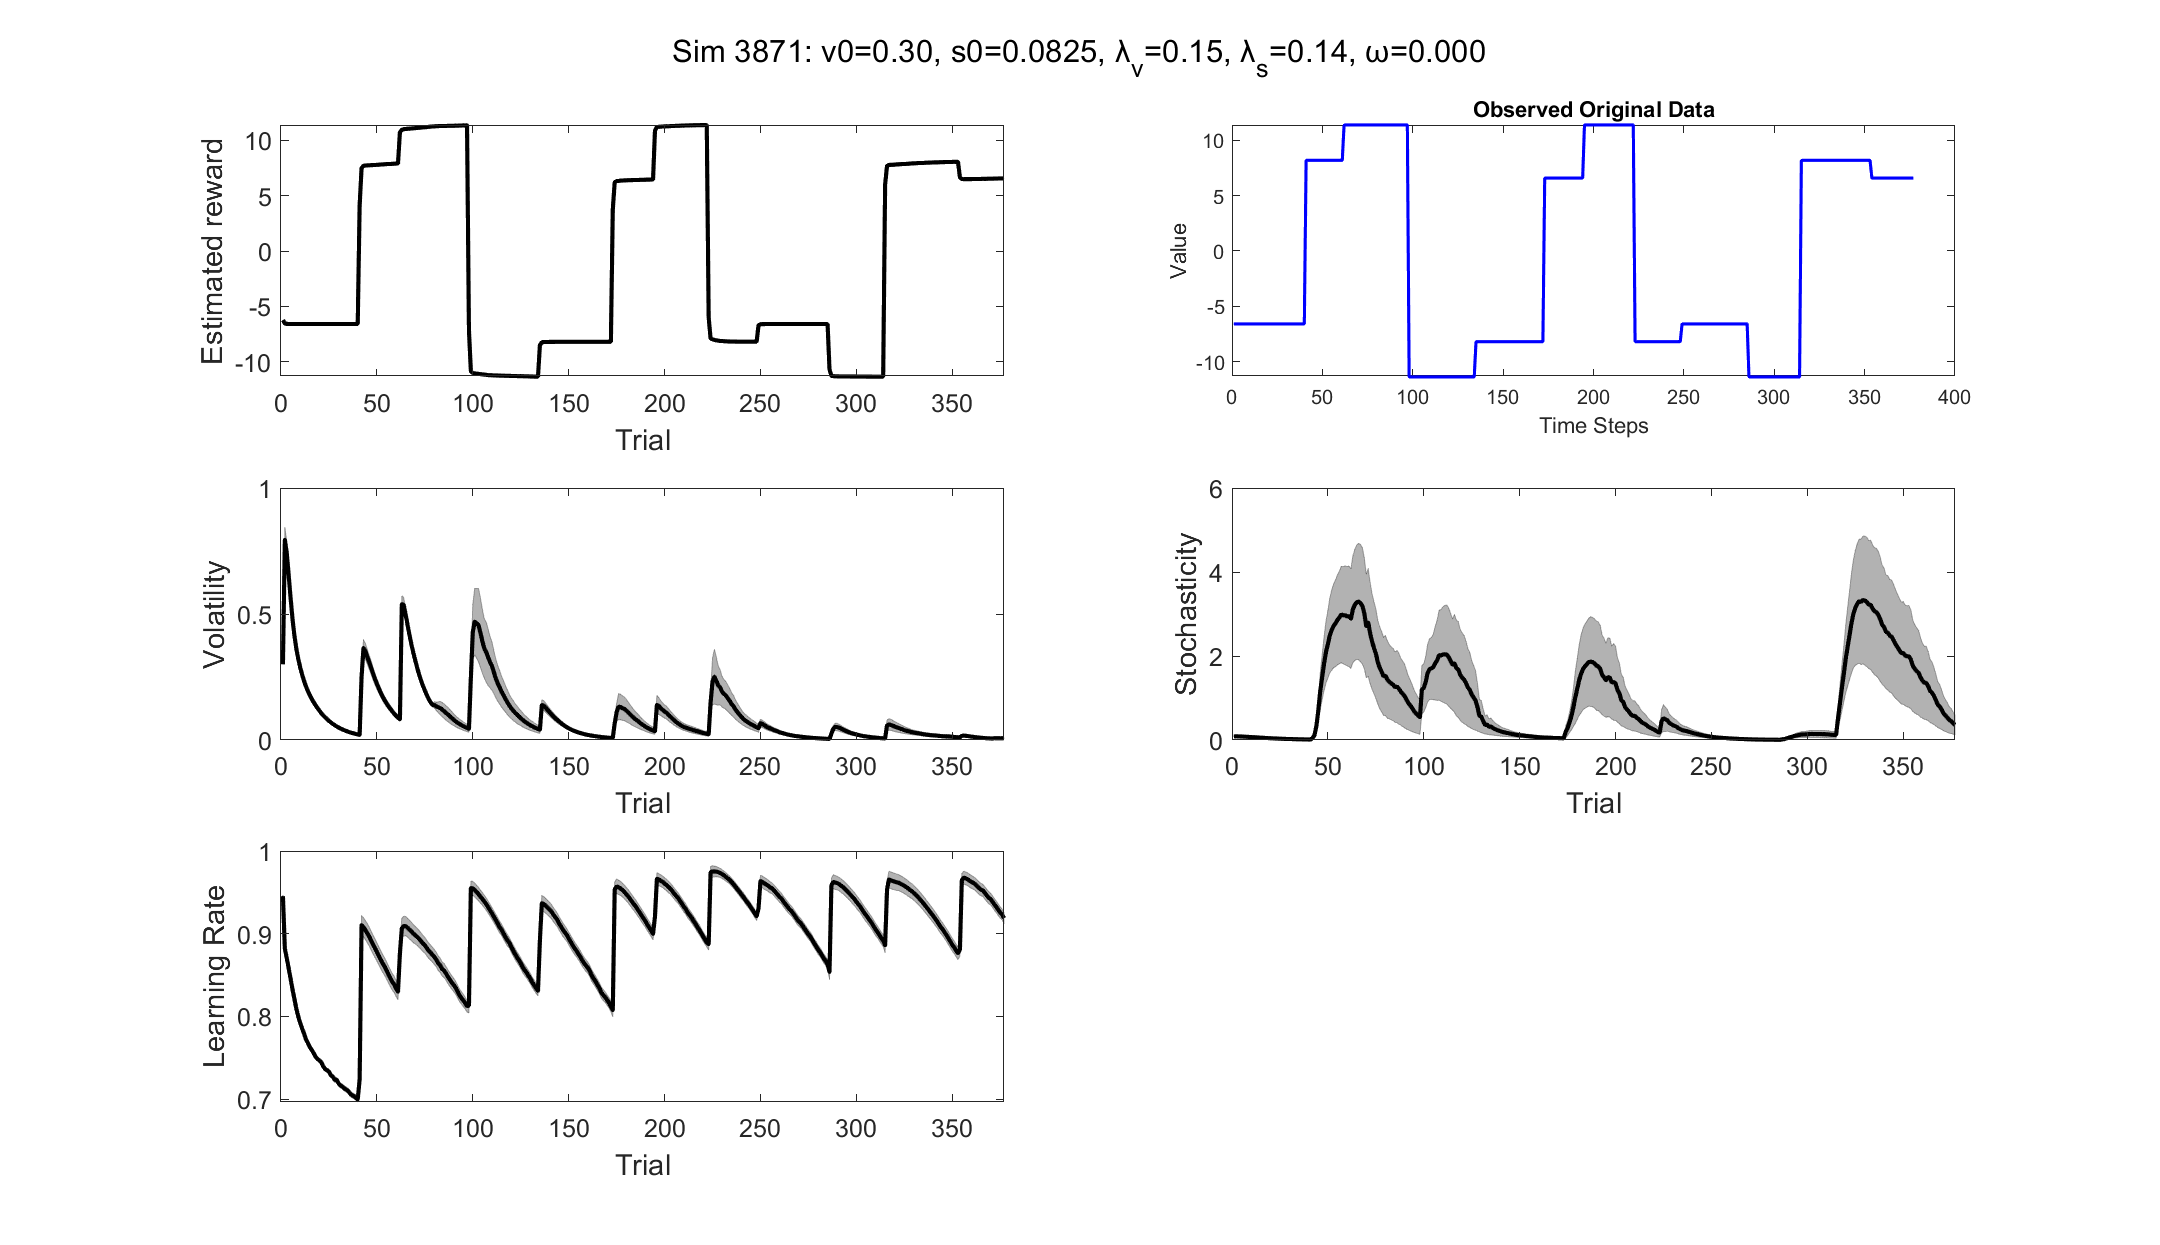 Sim 3871: v0=0.30, s0=0.0825, λ_v=0.15, λ_s=0.14, ω=0.000
Estimated reward
10
5
0
-5
-10
0 50 100 150 200 250 300 350
Trial
Observed Original Data
Value
10
5
0
-5
-10
0 50 100 150 200 250 300 350 400
Time Steps
Volatility
1
0.5
0
0 50 100 150 200 250 300 350
Trial
Stochasticity
6
4
2
0
0 50 100 150 200 250 300 350
Trial
Learning Rate
1
0.9
0.8
0.7
0 50 100 150 200 250 300 350
Trial